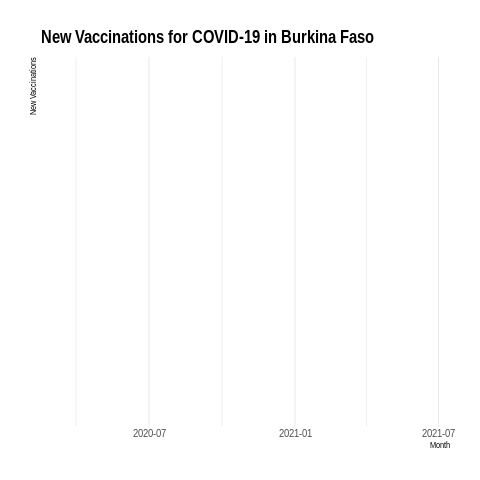 New Vaccinations for COVID-19 in Burkina Faso
New Vaccinations
2020-07
2021-01
2021-07
Month